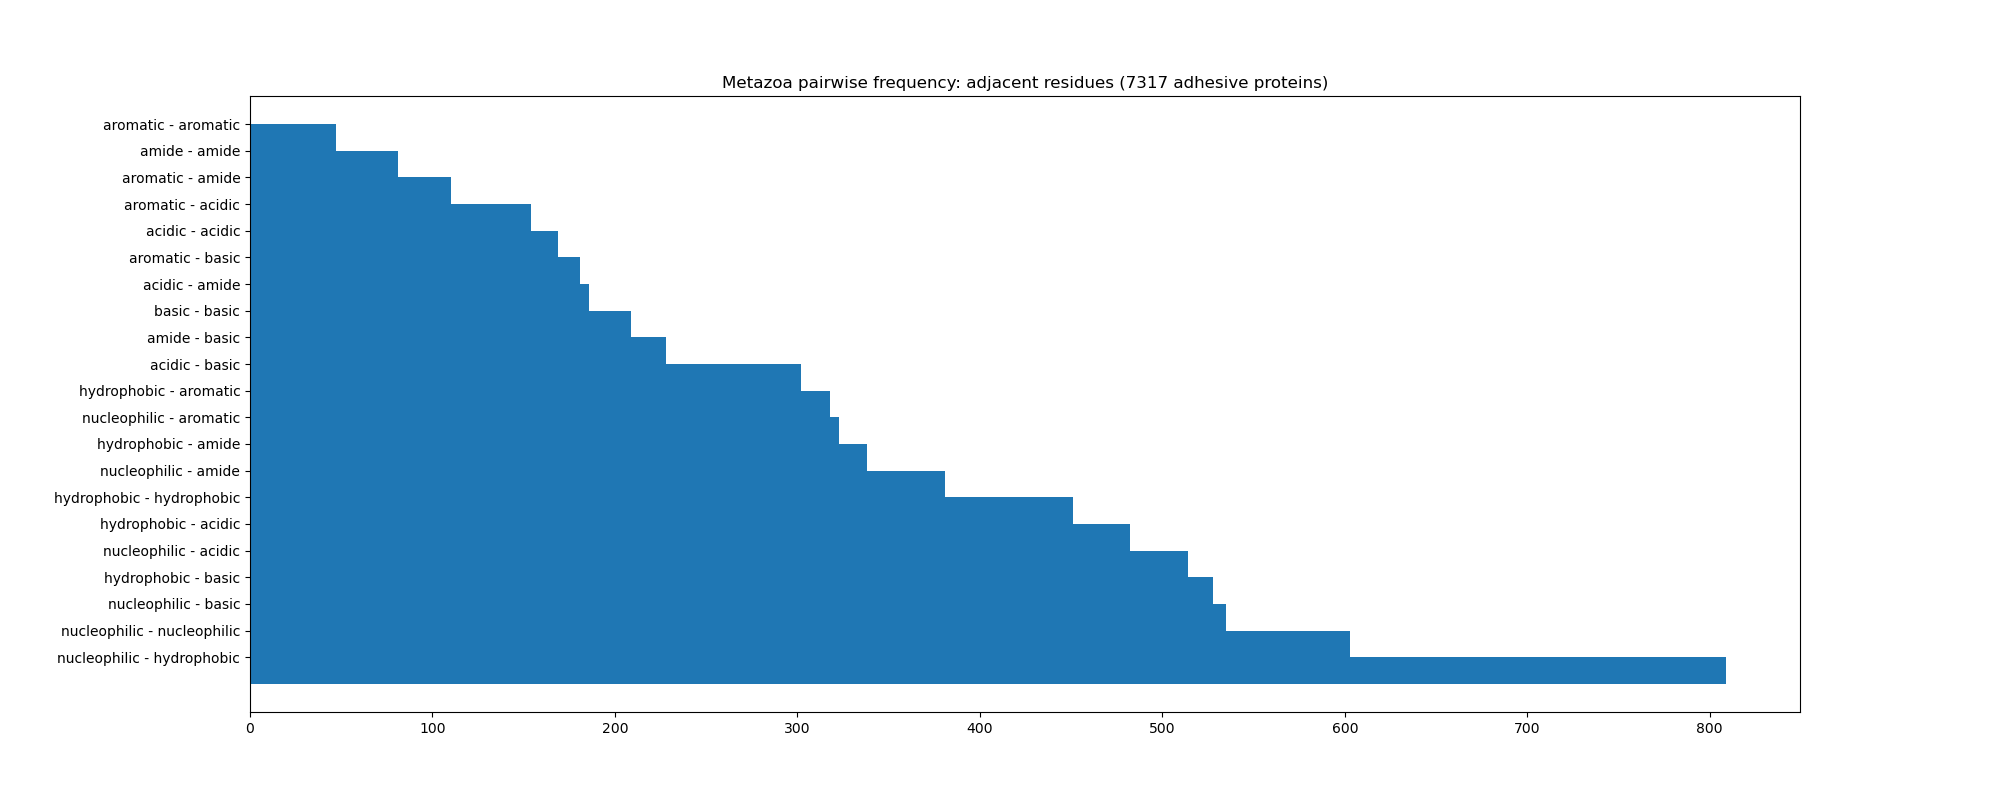 Metazoa pairwise frequency: adjacent residues (7317 adhesive proteins)
aromatic - aromatic
amide - amide
aromatic - amide
aromatic - acidic
acidic - acidic
aromatic - basic
acidic - amide
basic - basic
amide - basic
acidic - basic
hydrophobic - aromatic
nucleophilic - aromatic
hydrophobic - amide
nucleophilic - amide
hydrophobic - hydrophobic
hydrophobic - acidic
nucleophilic - acidic
hydrophobic - basic
nucleophilic - basic
nucleophilic - nucleophilic
nucleophilic - hydrophobic
0 100 200 300 400 500 600 700 800